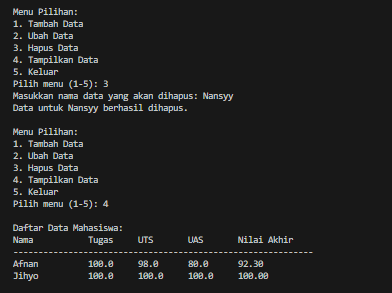 Menu Pilihan:
1. Tambah Data
2. Ubah Data
3. Hapus Data
4. Tampilkan Data
5. Keluar
Pilih menu (1-5): 3
Masukkan nama data yang akan dihapus: Nansyy
Data untuk Nansyy berhasil dihapus.

Menu Pilihan:
1. Tambah Data
2. Ubah Data
3. Hapus Data
4. Tampilkan Data
5. Keluar
Pilih menu (1-5): 4

Daftar Data Mahasiswa:
Nama Tugas UTS UAS Nilai Akhir
------------------------------------------------------------
Afnan 100.0 98.0 80.0 92.30
Jihyo 100.0 100.0 100.0 100.00